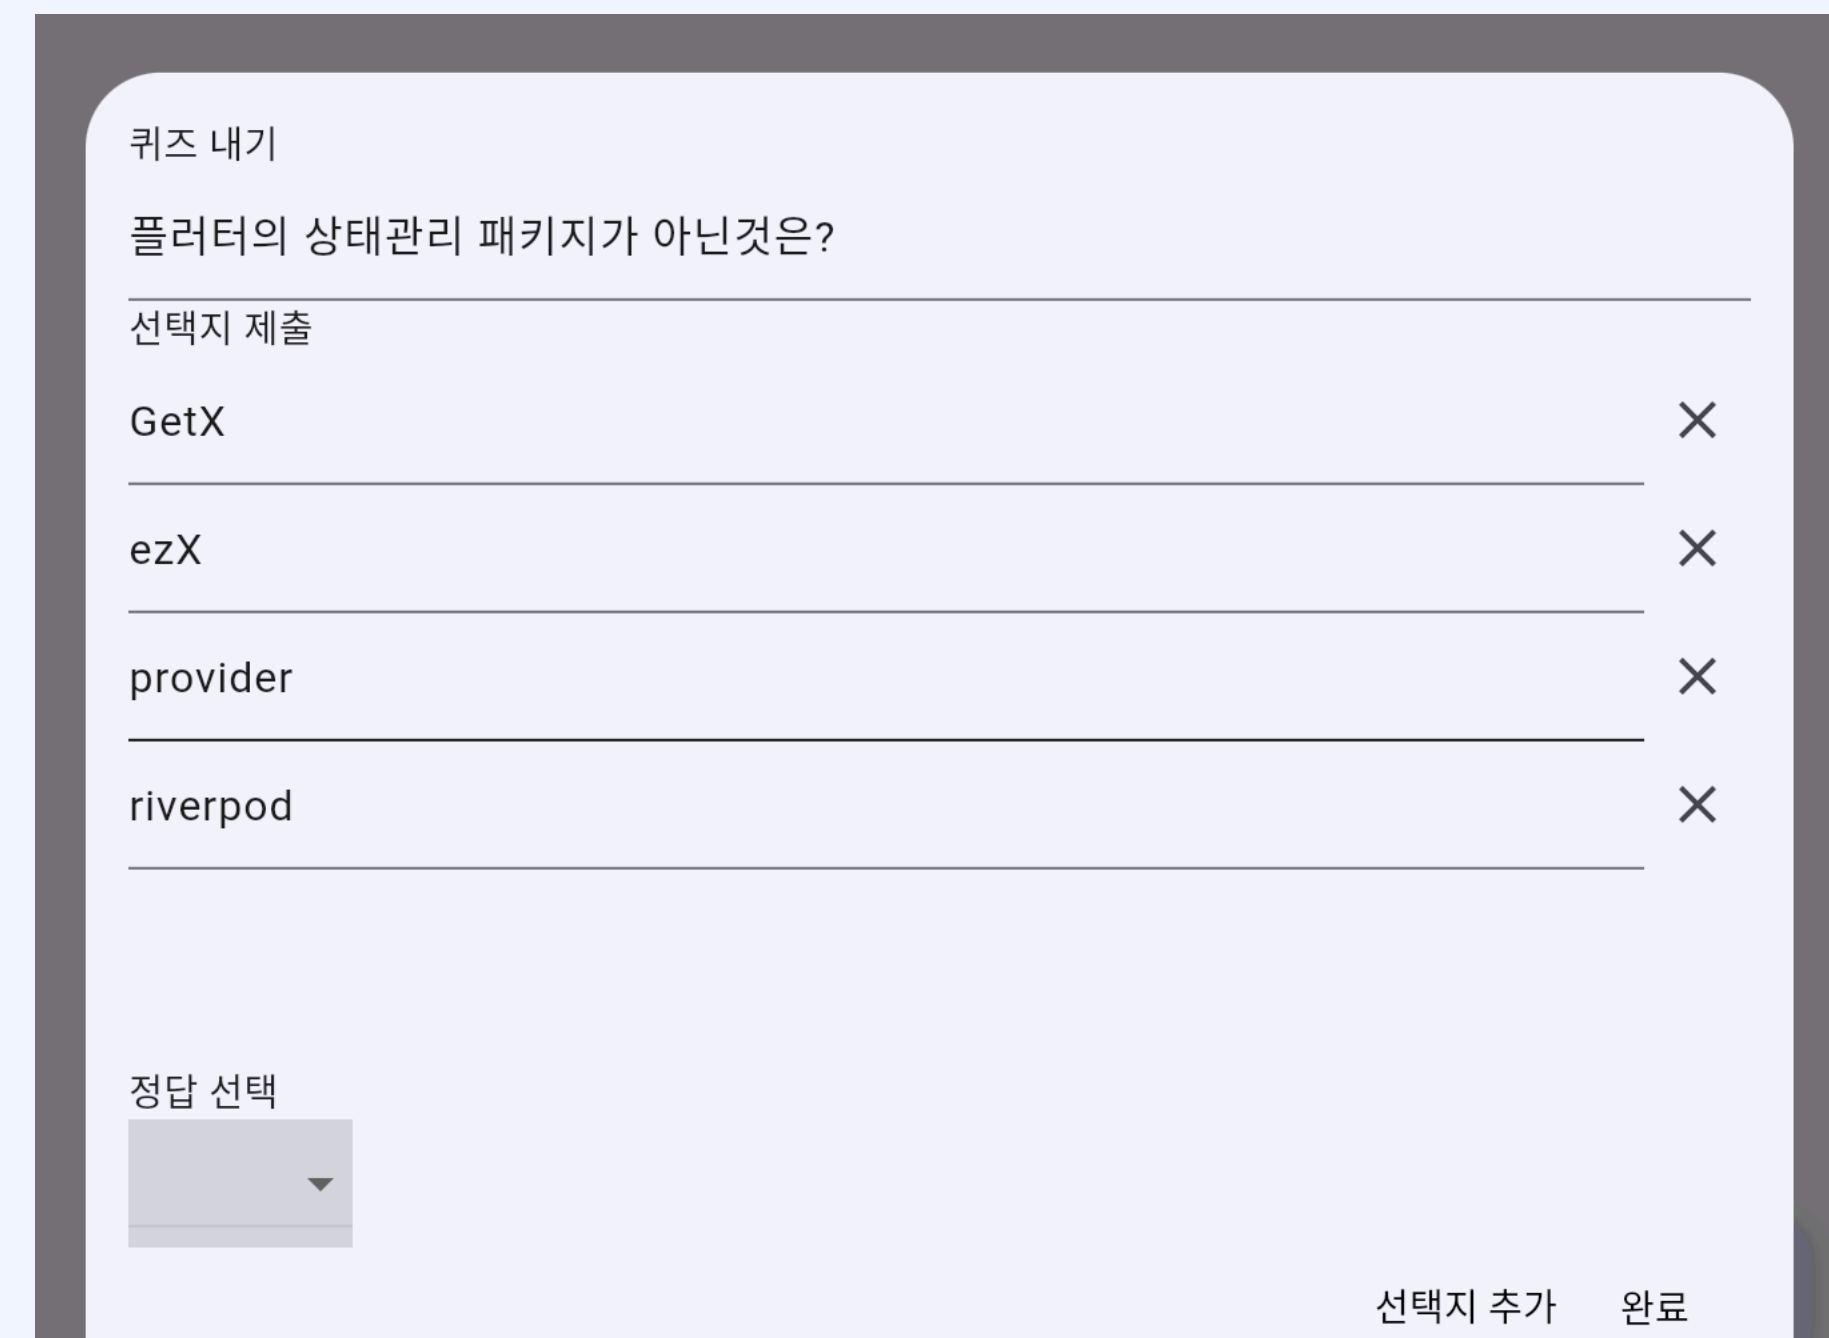 퀴즈 내기
플러터의 상태관리 패키지가 아닌것은?
선택지 제출
GetX
ezX
provider
riverpod
정답 선택
선택지 추가 완료